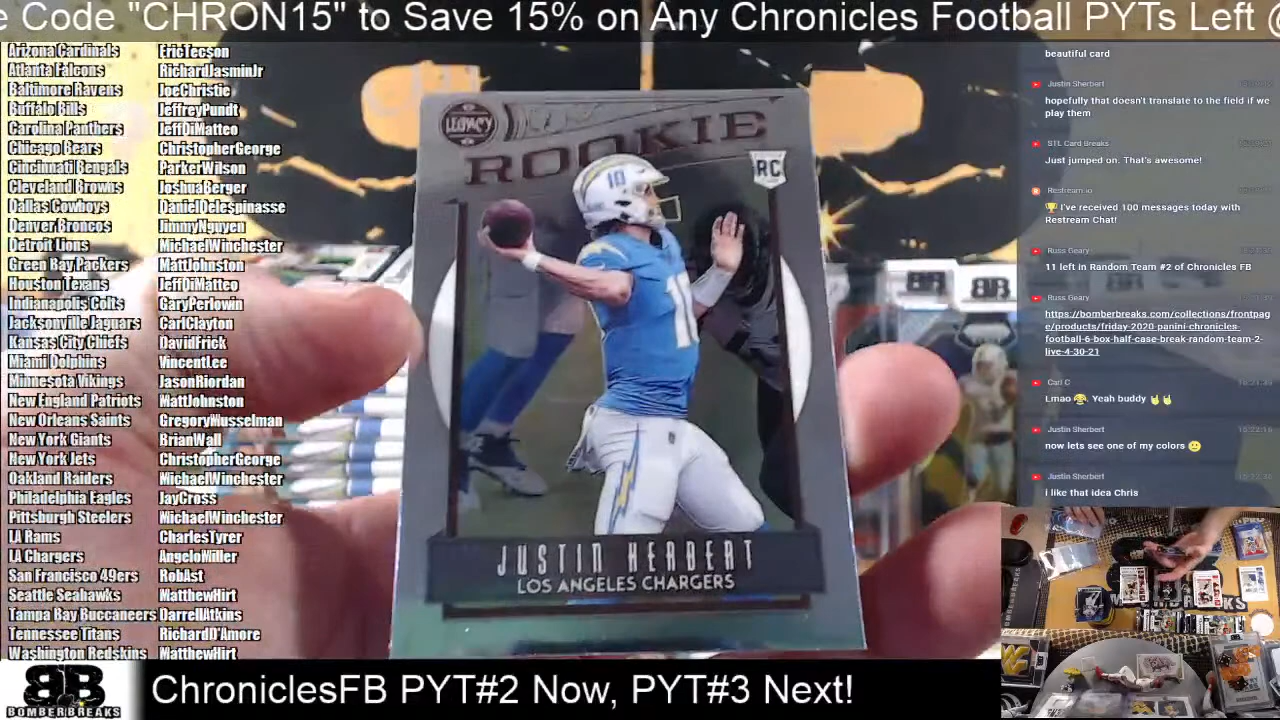 e Code "CHRON15" to Save 15% on Any Chronicles Football PYTs Left @
Arizona Cardinals EricTecson
Atlanta Falcons RichardJasminJr
Baltimore Ravens JoeChristie
Buffalo Bills JeffreyPundt
Carolina Panthers JeffDiMatteo
Chicago Bears ChristopherGeorge
Cincinnati Bengals ParkerWilson
Cleveland Browns JoshuaBerger
Dallas Cowboys DanielDelespinasse
Denver Broncos JimmyNguyen
Detroit Lions MichaelWinchester
Green Bay Packers MattJohnston
Houston Texans JeffDiMatteo
Indianapolis Colts GaryPerlowin
Jacksonville Jaguars CarlClayton
Kansas City Chiefs DavidFrick
Miami Dolphins VincentLee
Minnesota Vikings JasonRiordan
New England Patriots MattJohnston
New Orleans Saints GregoryMusselman
New York Giants BrianWall
New York Jets ChristopherGeorge
Oakland Raiders MichaelWinchester
Philadelphia Eagles JayCross
Pittsburgh Steelers MichaelWinchester
LA Rams CharlesTyrer
LA Chargers AngeloMiller
San Francisco 49ers RobAst
Seattle Seahawks MatthewHirt
Tampa Bay Buccaneers DarrellAtkins
Tennessee Titans RichardD'Amore
Washington Redskins MatthewHirt
LEGACY
ROOKIE
RC
10
10
JUSTIN HERBERT
LOS ANGELES CHARGERS
beautiful card
Justin Sherbert
hopefully that doesn't translate to the field if we
play them
STL Card Breaks
Just jumped on. That's awesome!
Restream.io
🏆 I've received 100 messages today with
Restream Chat!
Russ Geary
11 left in Random Team #2 of Chronicles FB
Russ Geary
https://bomberbreaks.com/collections/frontpag
e/products/friday-2020-panini-chronicles-
football-6-box-half-case-break-random-team-2-
live-4-30-21
Carl C
Lmao 😂. Yeah buddy 🤘🤘
Justin Sherbert
now lets see one of my colors 🙂
Justin Sherbert
i like that idea Chris
BB
BOMBERBREAKS
ChroniclesFB PYT#2 Now, PYT#3 Next!